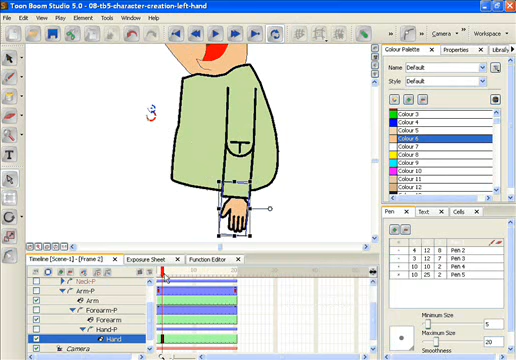 Toon Boom Studio 5.0 - 08-tb5-character-creation-left-hand
File Edit View Play Element Tools Window Help
Camera Workspace
Colour Palette Properties Library
Name Default
Style Default
Colour 3
Colour 4
Colour 5
Colour 6
Colour 7
Colour 8
Colour 9
Colour 10
Colour 11
Colour 12
Pen Text Cells
4 12 8 Pen 2
3 12 7 Pen 3
10 10 2 Pen 4
10 25 2 Pen 5
Minimum Size
5
Maximum Size
20
Smoothness
Timeline [Scene-1] - [Frame 2] Exposure Sheet Function Editor
Neck-P
Arm-P
Arm
Forearm-P
Forearm
Hand-P
Hand
Camera